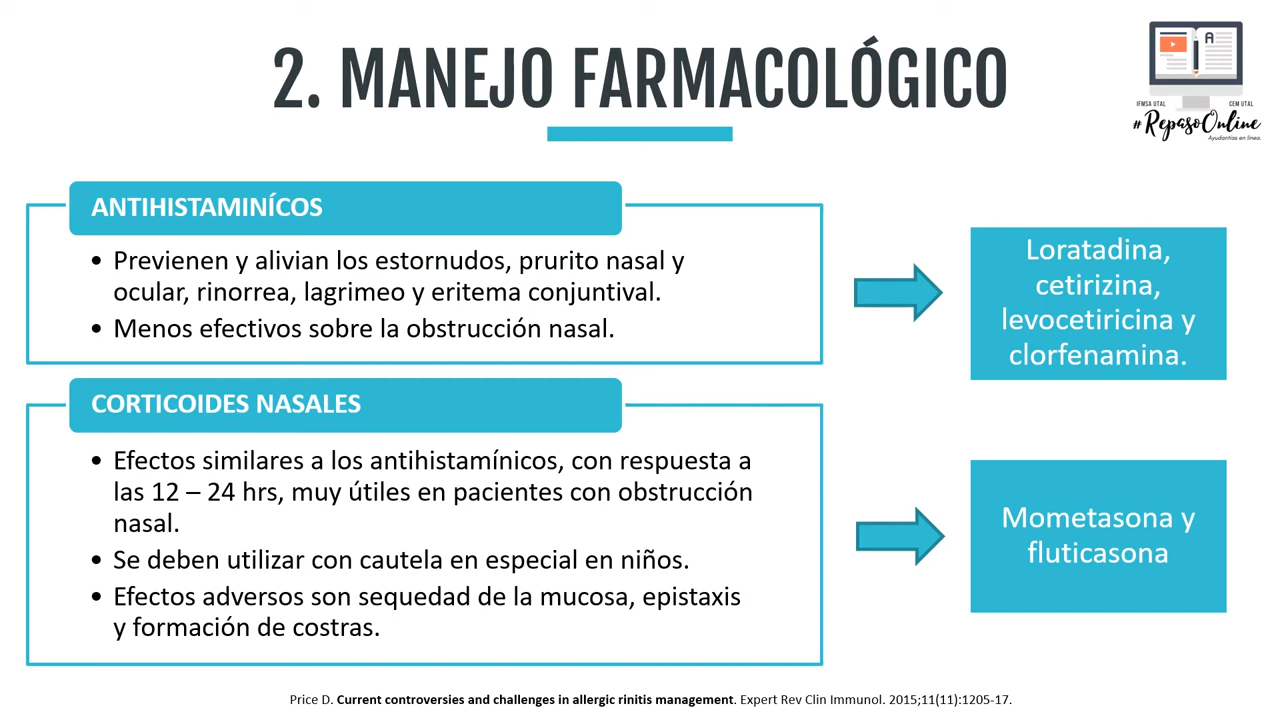 2. MANEJO FARMACOLÓGICO
A
IFMSA UTAL
CEM UTAL
#RepasoOnline
Ayudantías en línea
ANTIHISTAMINÍCOS
• Previenen y alivian los estornudos, prurito nasal y
ocular, rinorrea, lagrimeo y eritema conjuntival.
• Menos efectivos sobre la obstrucción nasal.
Loratadina,
cetirizina,
levocetiricina y
clorfenamina.
CORTICOIDES NASALES
• Efectos similares a los antihistamínicos, con respuesta a
las 12 – 24 hrs, muy útiles en pacientes con obstrucción
nasal.
• Se deben utilizar con cautela en especial en niños.
• Efectos adversos son sequedad de la mucosa, epistaxis
y formación de costras.
Mometasona y
fluticasona
Price D. Current controversies and challenges in allergic rinitis management. Expert Rev Clin Immunol. 2015;11(11):1205-17.